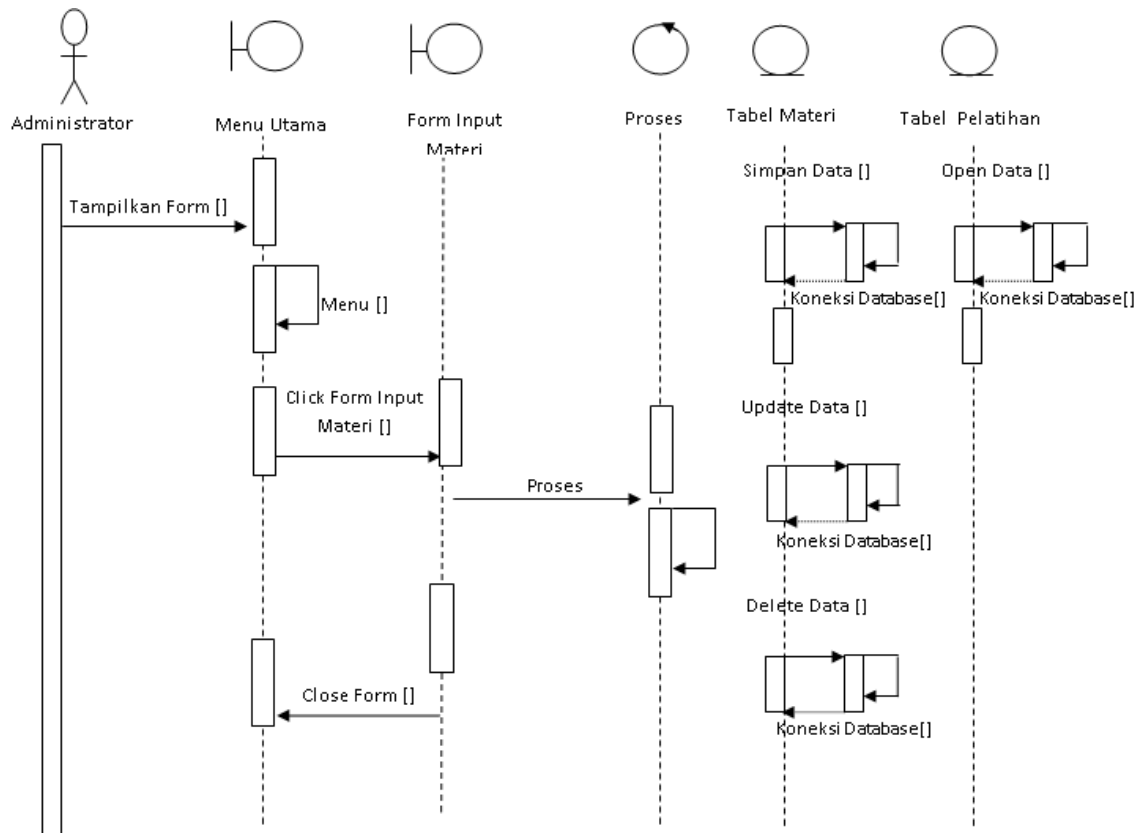 Administrator
Menu Utama
Form Input
Materi
Proses
Tabel Materi
Tabel Pelatihan
Simpan Data []
Open Data []
Tampilkan Form []
Koneksi Database[]
Koneksi Database[]
Menu []
Click Form Input
Materi []
Update Data []
Proses
Koneksi Database[]
Delete Data []
Close Form []
Koneksi Database[]